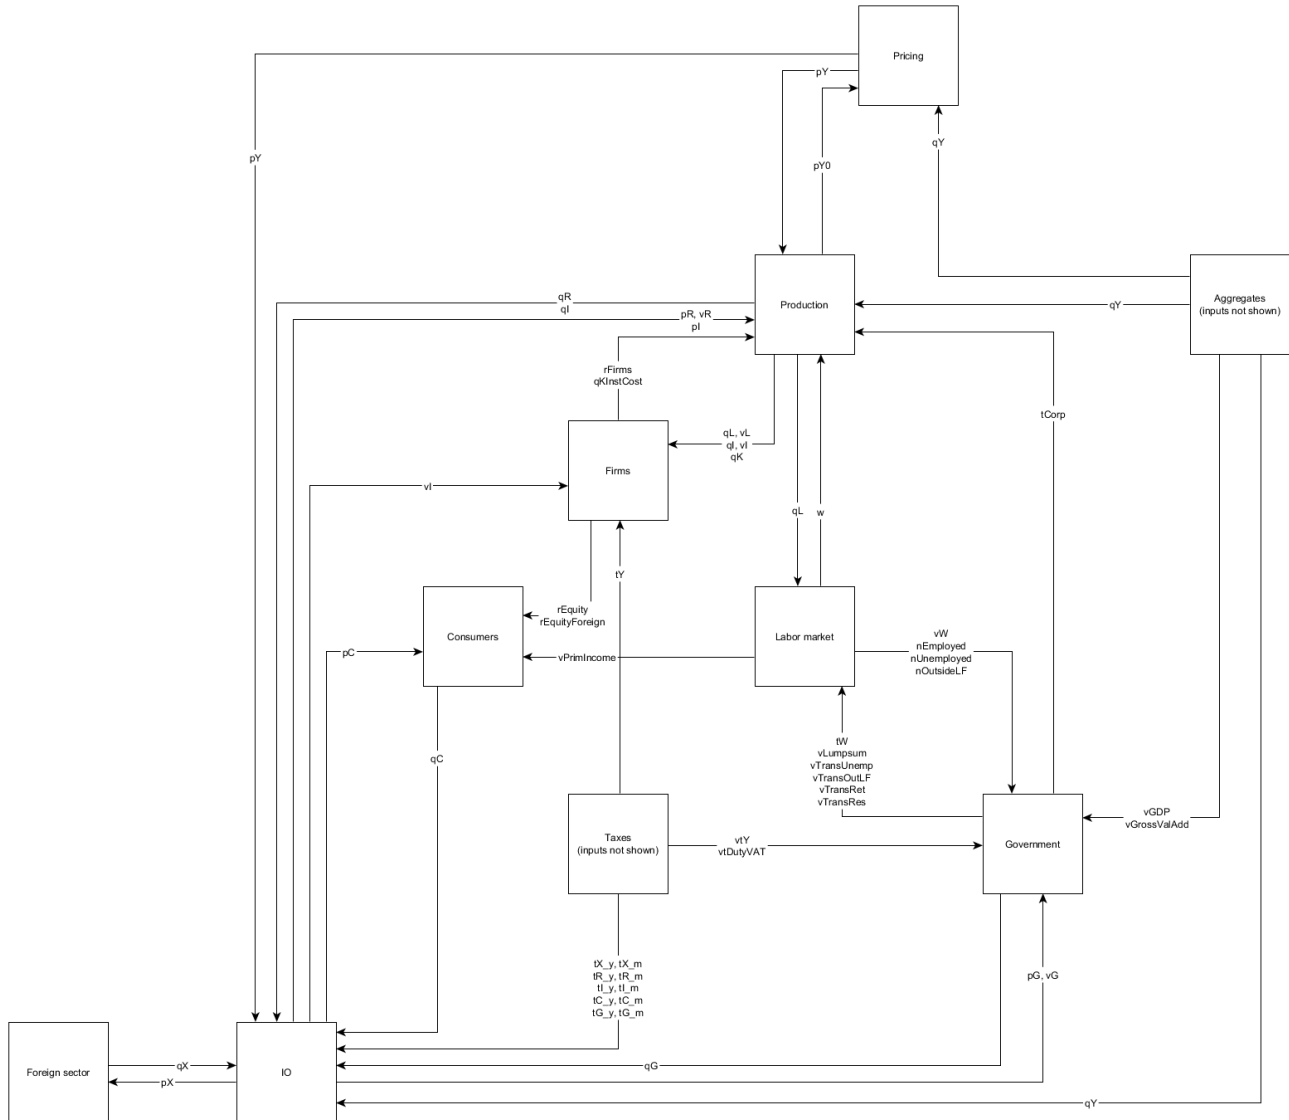 Pricing
pY
qY
pY
pY0
Production
Aggregates
(inputs not shown)
qR
qI
qY
pR, vR
pI
rFirms
qKInstCost
tCorp
qL, vL
qI, vI
qK
Firms
vI
qL
w
tY
rEquity
rEquityForeign
Consumers
Labor market
vW
nEmployed
nUnemployed
nOutsideLF
pC
vPrimIncome
qC
tW
vLumpsum
vTransUnemp
vTransOutLF
vTransRet
vTransRes
vGDP
vGrossValAdd
Taxes
(inputs not shown)
vtY
vtDutyVAT
Government
tX_y, tX_m
tR_y, tR_m
tI_y, tI_m
tC_y, tC_m
tG_y, tG_m
pG, vG
Foreign sector
qX
pX
IO
qG
qY